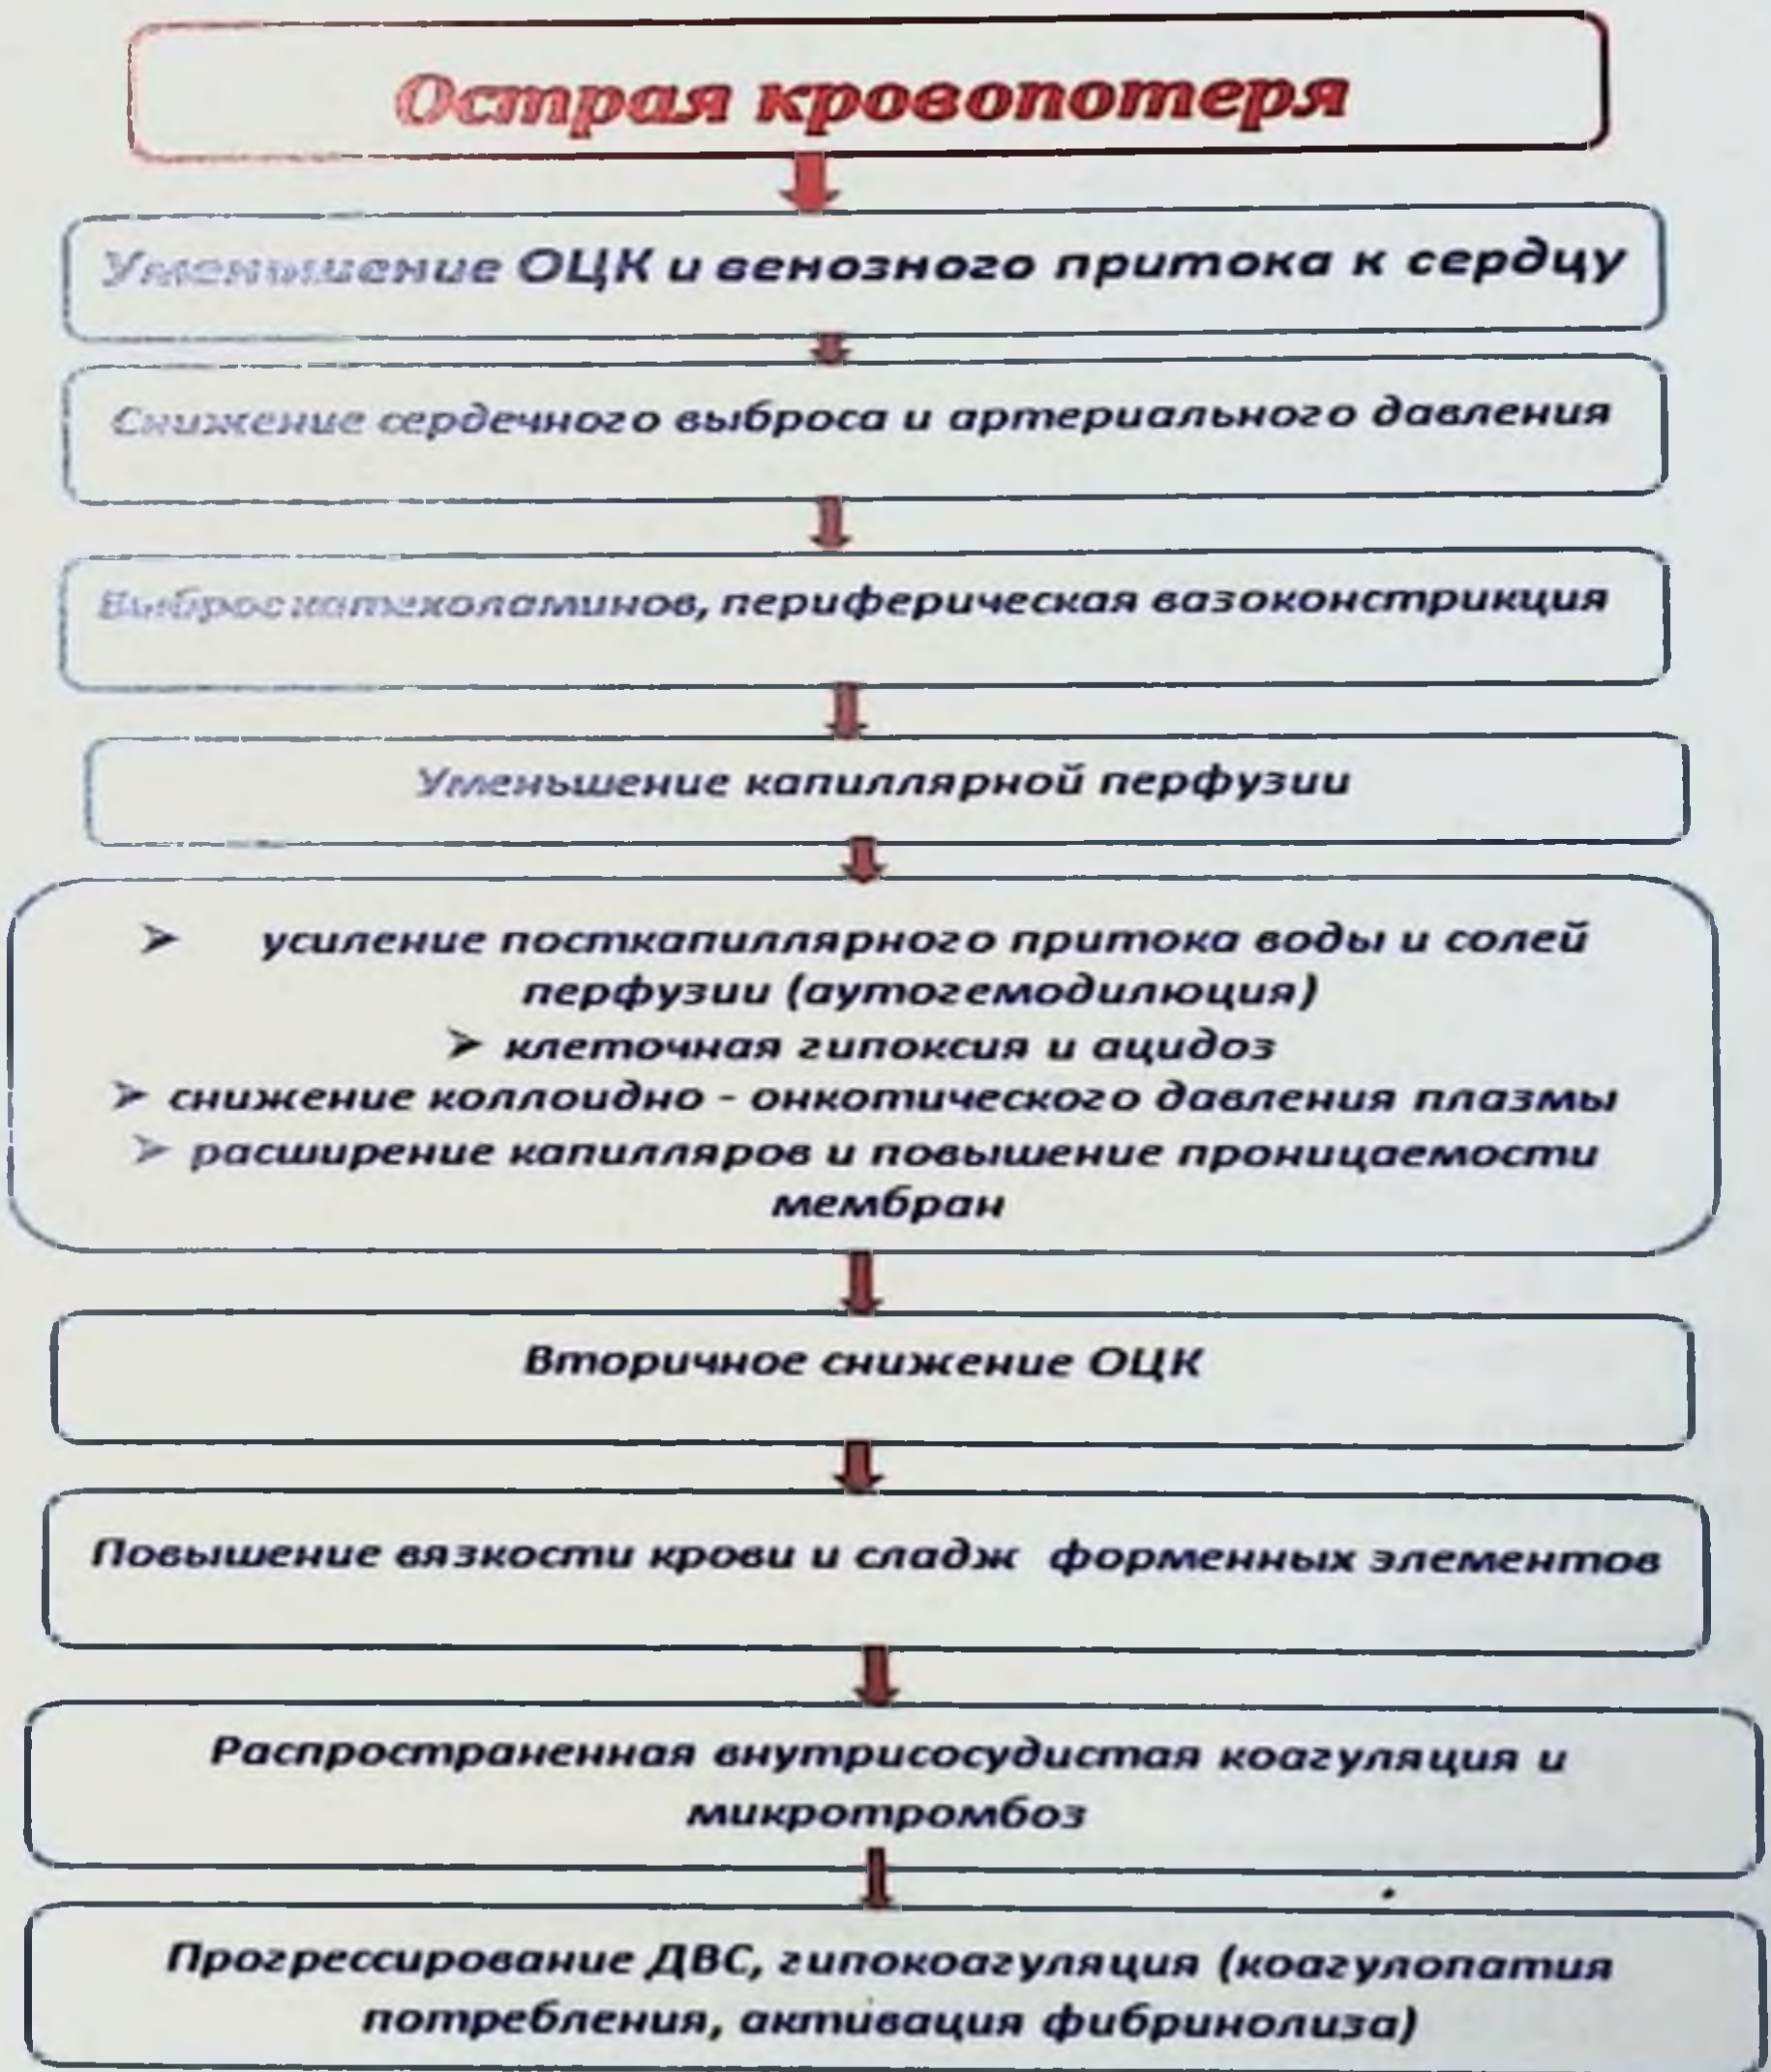 Острая кровопотеря
Уменьшение ОЦК и венозного притока к сердцу
Снижение сердечного выброса и артериального давления
Выброс катехоламинов, периферическая вазоконстрикция
Уменьшение капиллярной перфузии
➢ усиление посткапиллярного притока воды и солей
перфузии (аутогемодилюция)
➢ клеточная гипоксия и ацидоз
➢ снижение коллоидно - онкотического давления плазмы
➢ расширение капилляров и повышение проницаемости
мембран
Вторичное снижение ОЦК
Повышение вязкости крови и сладж форменных элементов
Распространенная внутрисосудистая коагуляция и
микротромбоз
Прогрессирование ДВС, гипокоагуляция (коагулопатия
потребления, активация фибринолиза)